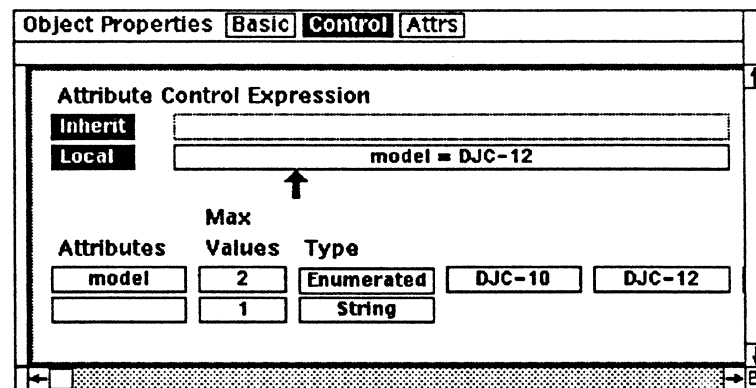 Object Properties Basic Control Attrs
Attribute Control Expression
Inherit
Local model = DJC-12
Max
Attributes Values Type
model 2 Enumerated DJC-10 DJC-12
1 String